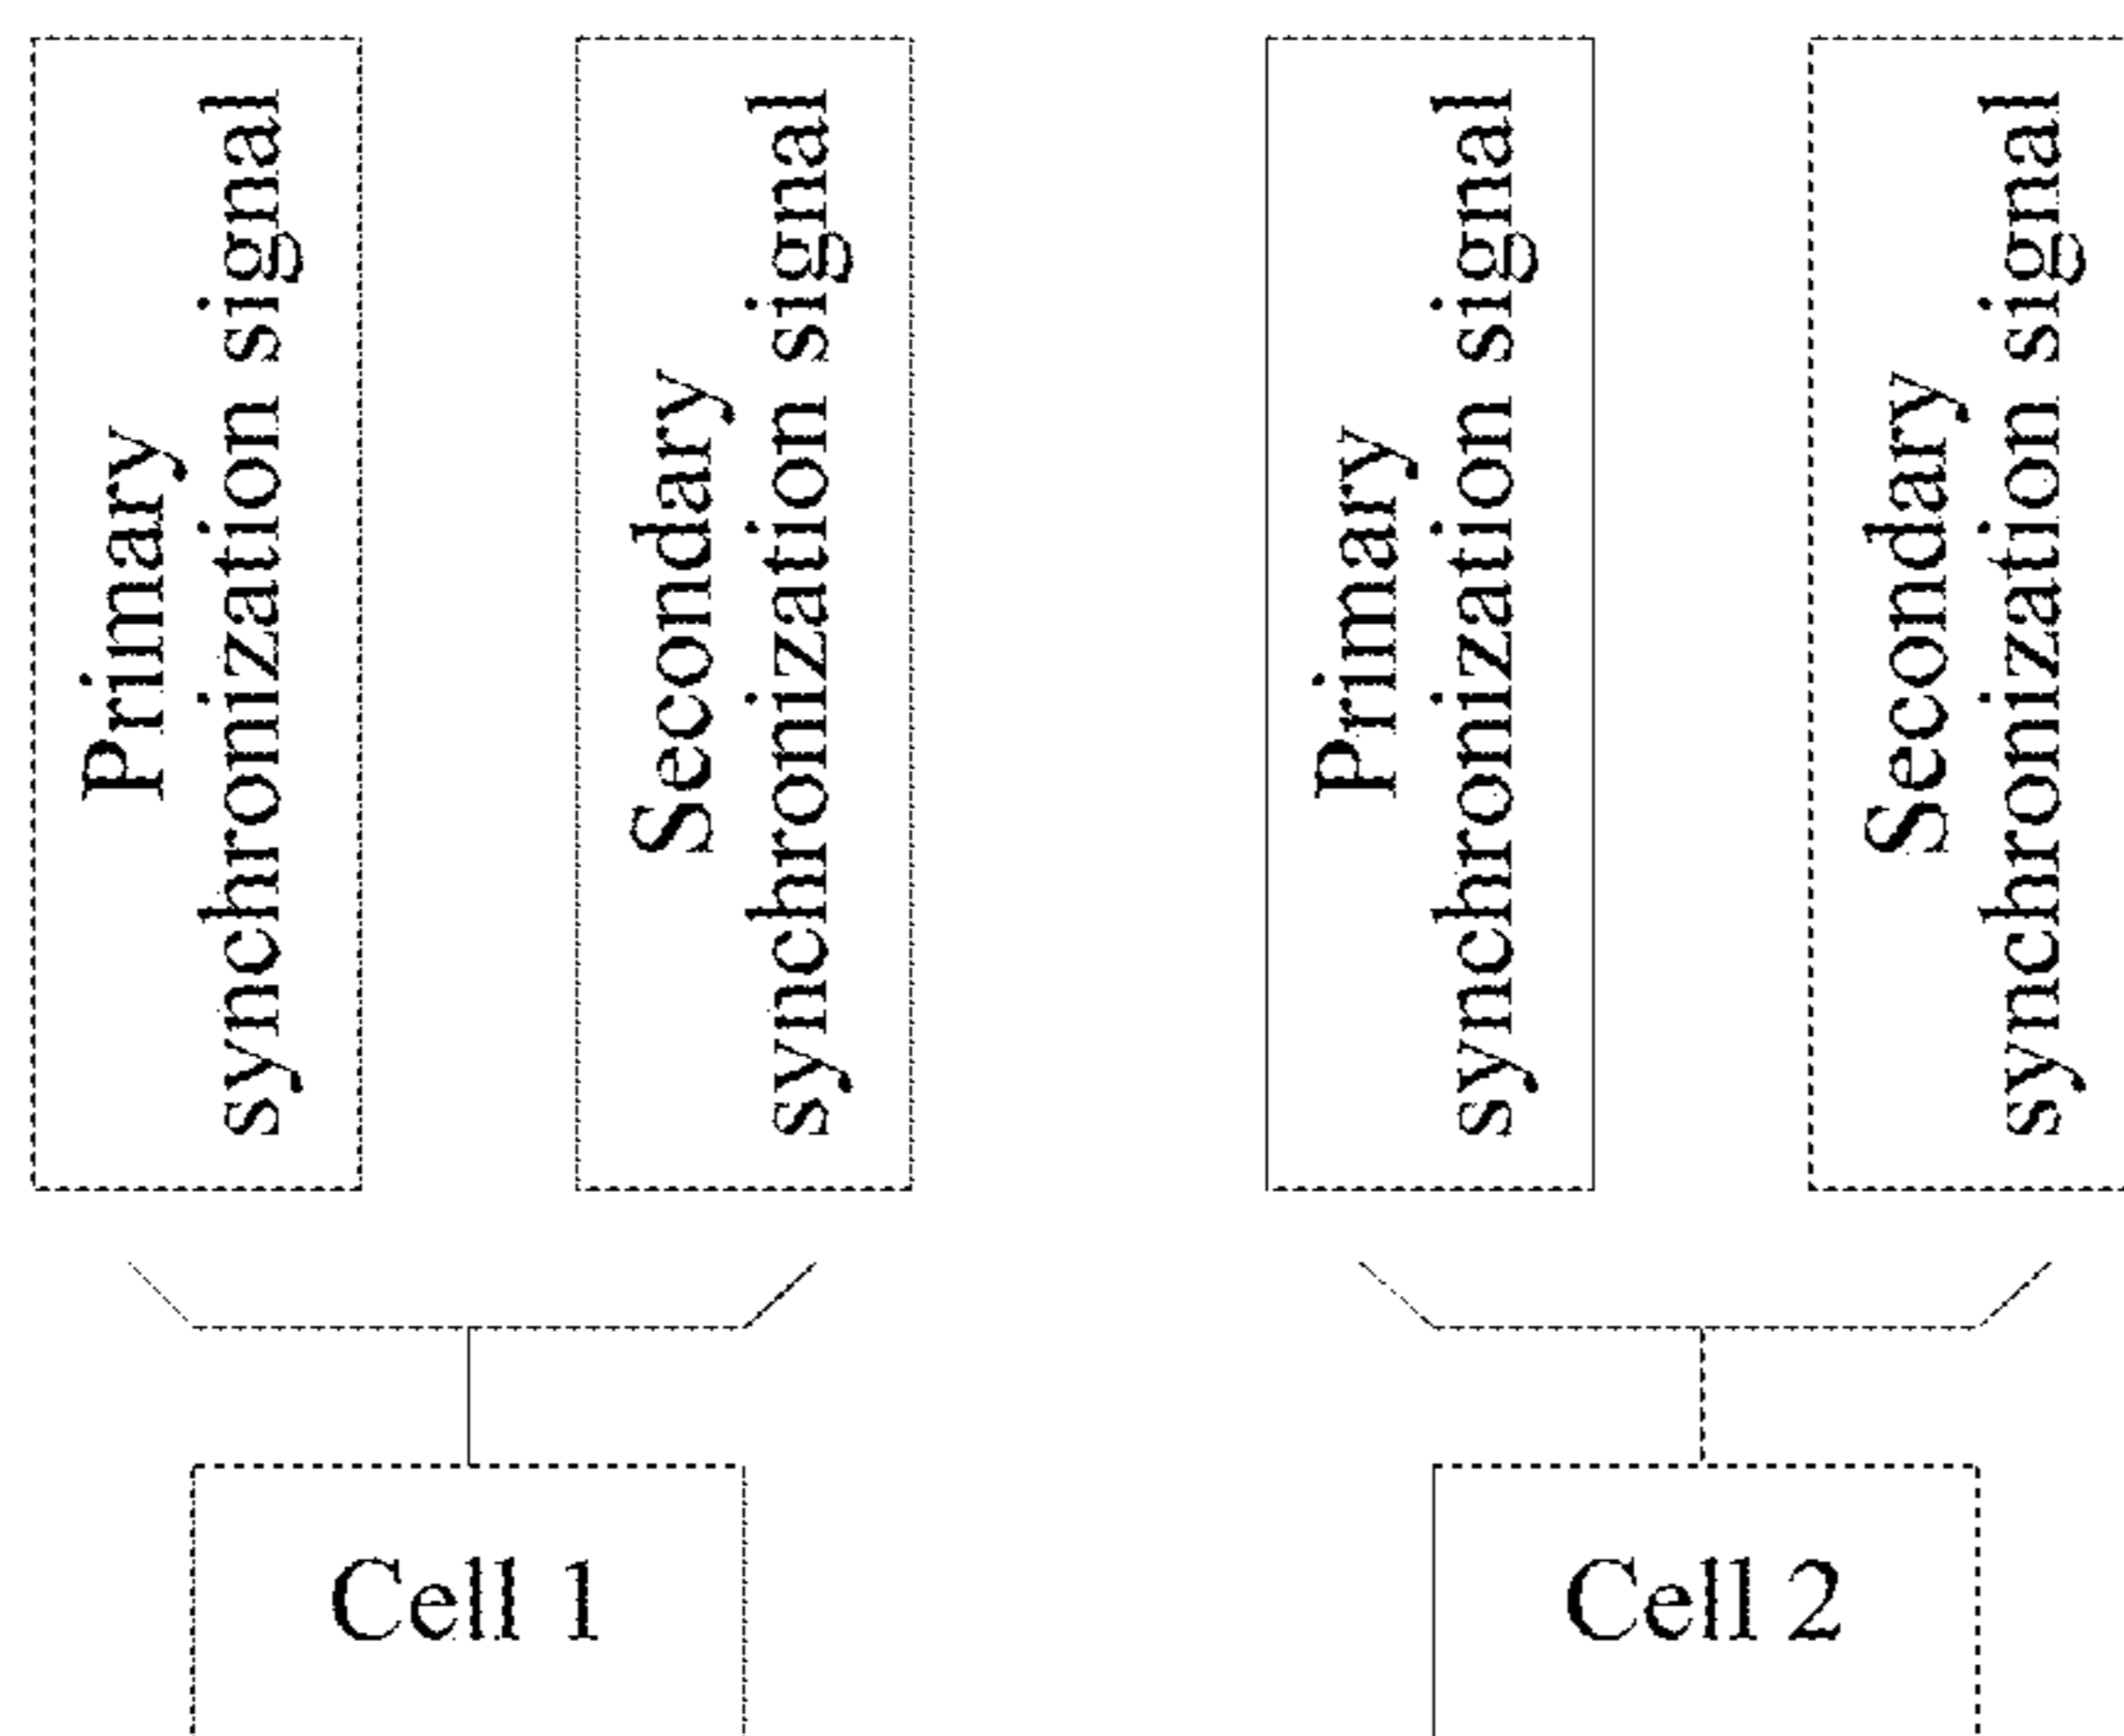 Primary
synchronization signal
Secondary
synchronization signal
Primary
synchronization signal
Secondary
synchronization signal
Cell 1
Cell 2